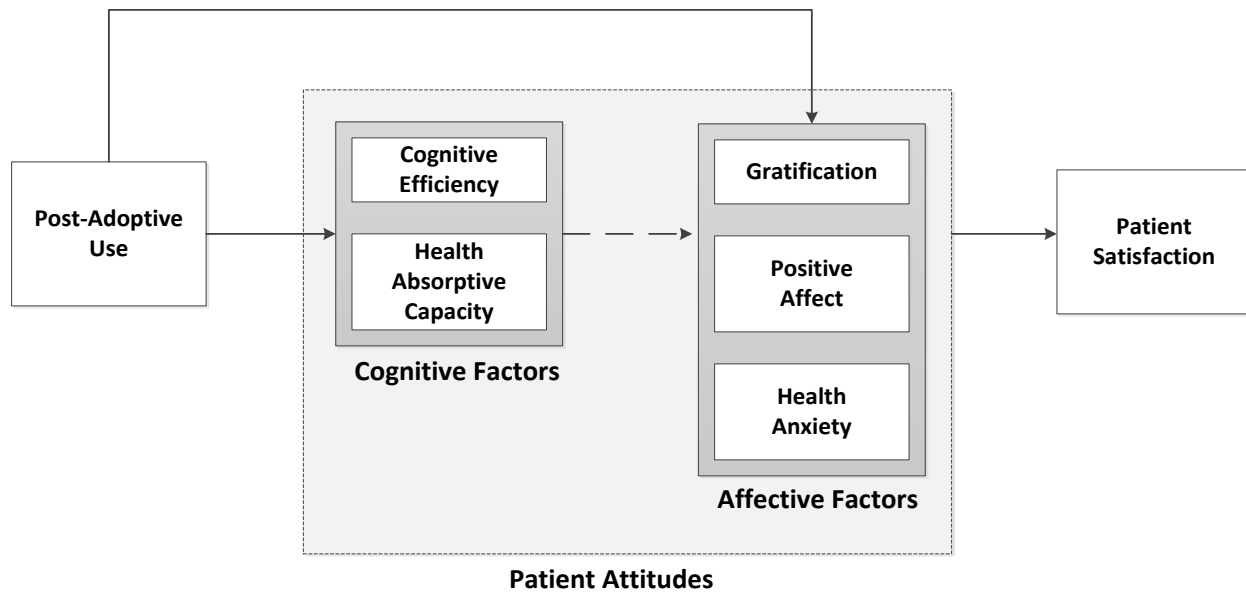 Post-Adoptive
Use
Cognitive
Efficiency
Health
Absorptive
Capacity
Cognitive Factors
Gratification
Positive
Affect
Health
Anxiety
Affective Factors
Patient Attitudes
Patient
Satisfaction